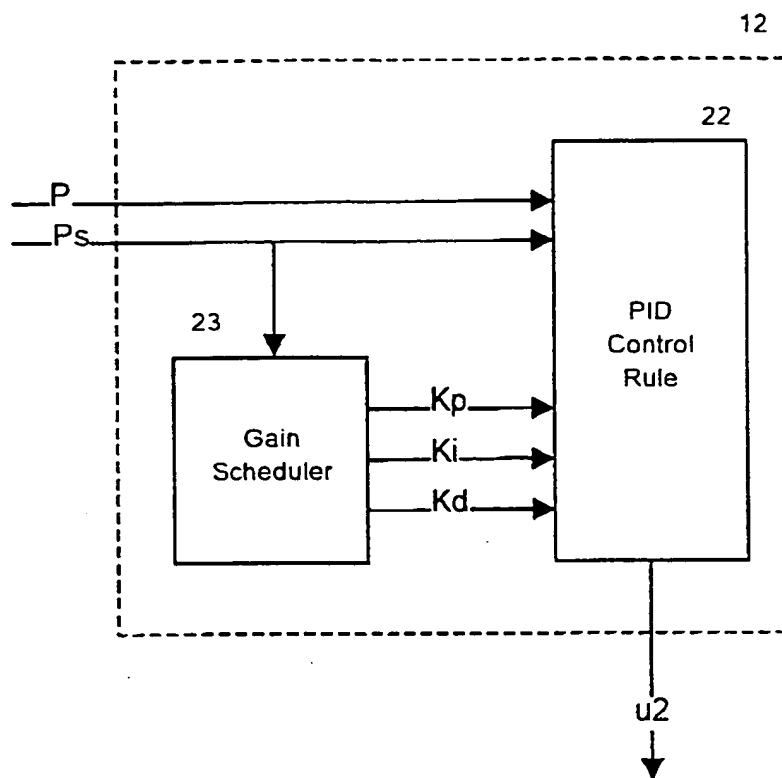 12
22
P
Ps
23
PID
Control
Rule
Gain
Scheduler
Kp
Ki
Kd
u2